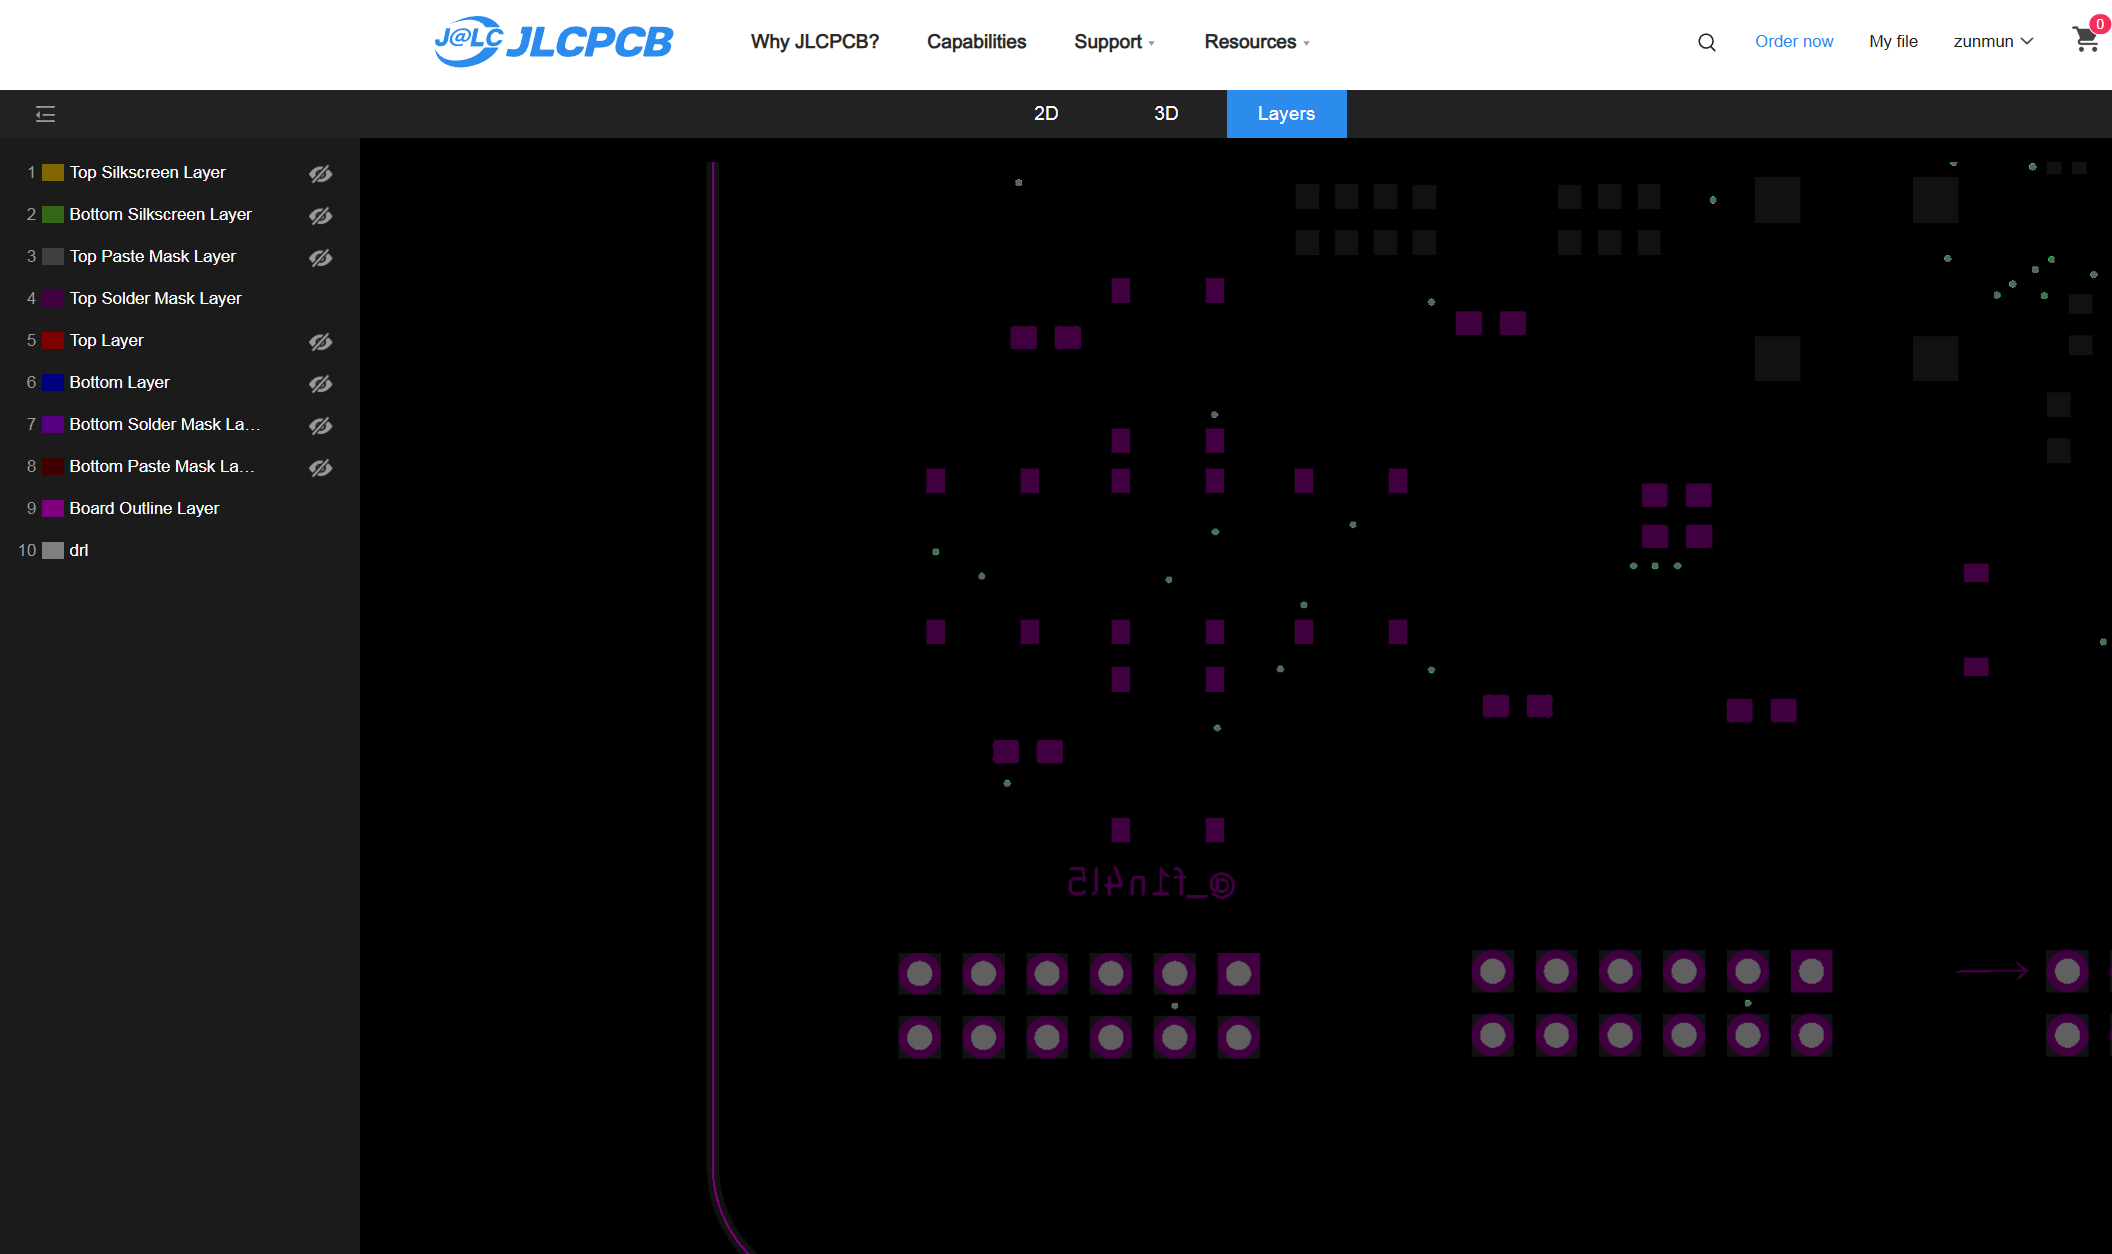 J@LC JLCPCB
Why JLCPCB?
Capabilities
Support
Resources
Order now
My file
zunmun
0
2D
3D
Layers
1 Top Silkscreen Layer
2 Bottom Silkscreen Layer
3 Top Paste Mask Layer
4 Top Solder Mask Layer
5 Top Layer
6 Bottom Layer
7 Bottom Solder Mask La...
8 Bottom Paste Mask La...
9 Board Outline Layer
10 drl
@_f1n4l5